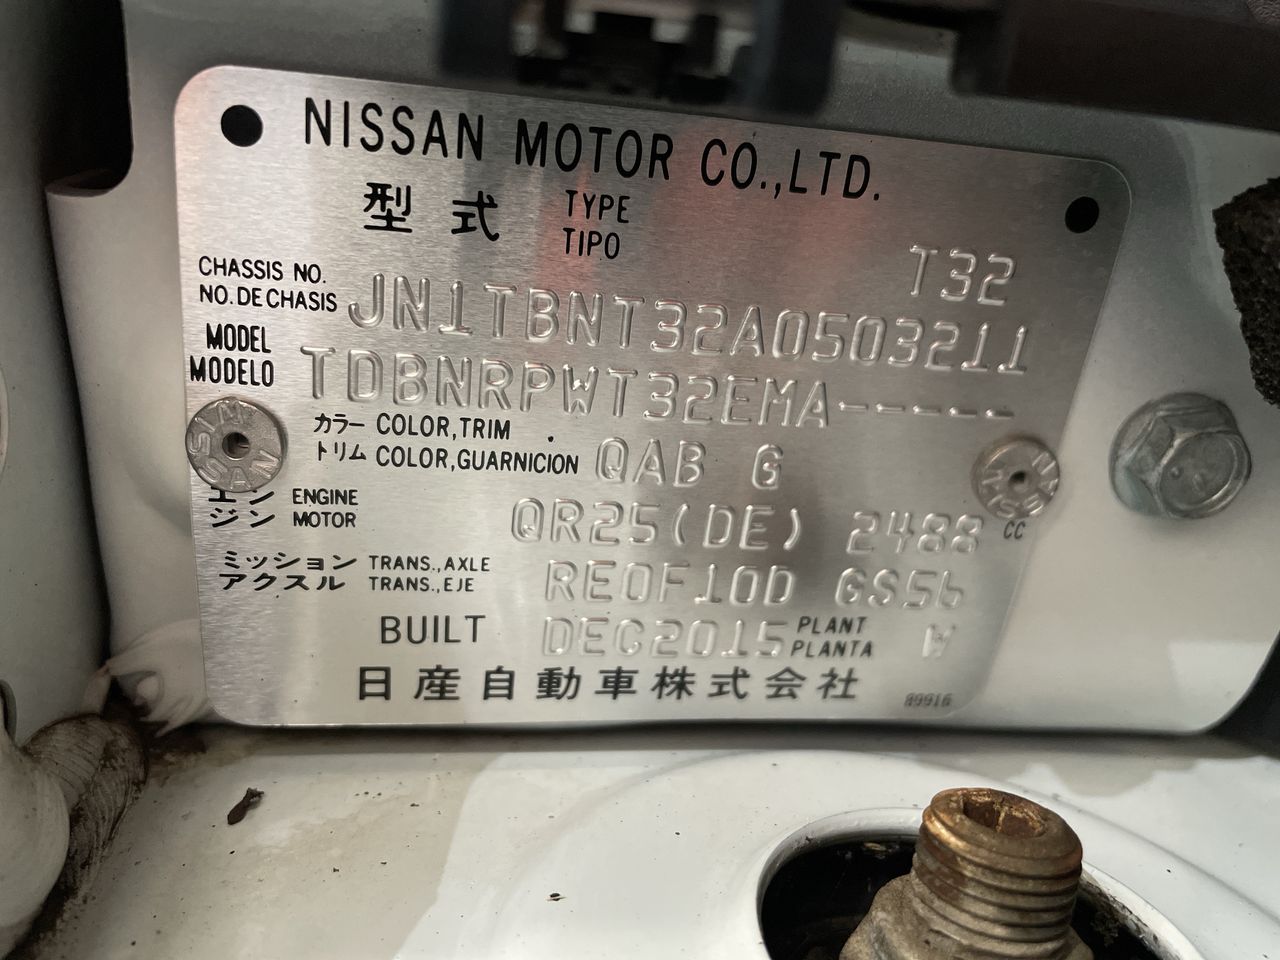 NISSAN MOTOR CO.,LTD.
型式 TYPE
TIPO
T32
CHASSIS NO.
NO.DE CHASIS JN1TBNT32A0503211
MODEL
MODELO TDBNRPWT32EMA-----
カラー COLOR,TRIM
トリム COLOR,GUARNICION QAB G
エン ENGINE
ジン MOTOR QR25(DE) 2488 CC
ミッション TRANS.,AXLE
アクスル TRANS.,EJE RE0F10D GS56
BUILT DEC2015 PLANT
PLANTA W
日産自動車株式会社
89916
NISSAN
NISSAN